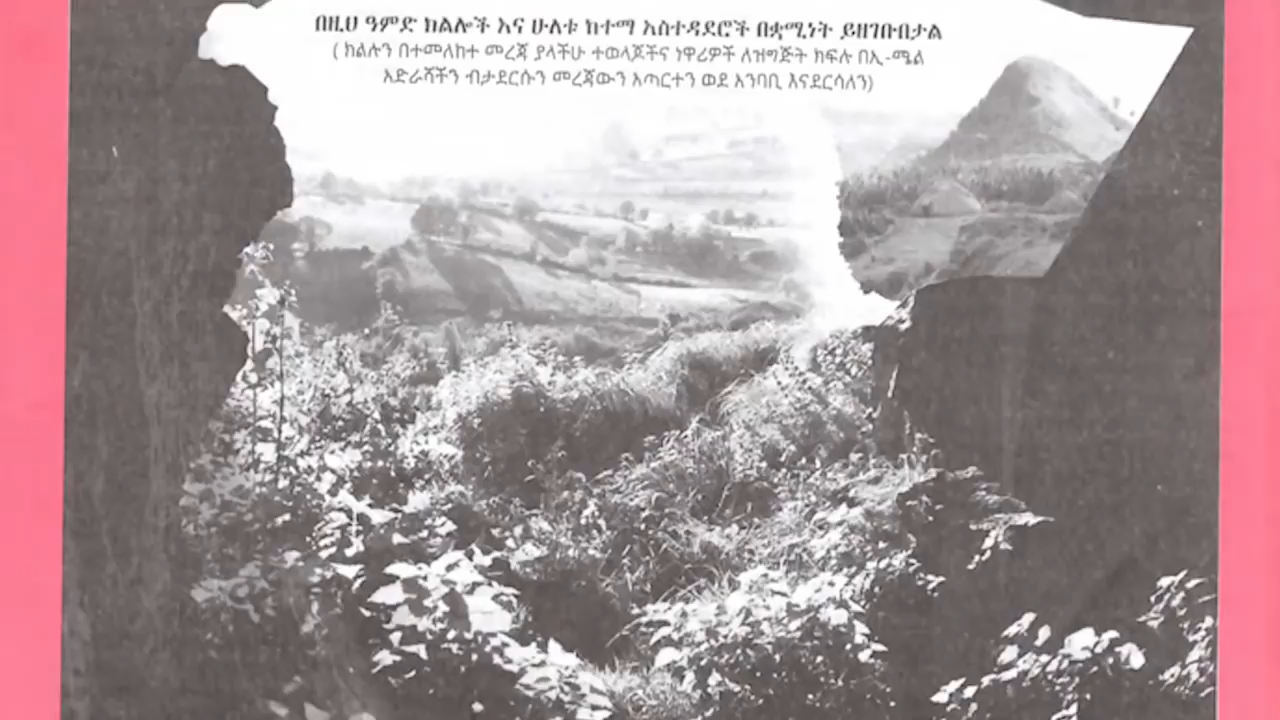 በዚህ ዓምድ ክልሎች እና ሁለቱ ከተማ አስተዳደሮች በቋሚነት ይዘገቡበታል
( ክልሉን በተመለከተ መረጃ ያላችሁ ተወላጆችና ነዋሪዎች ለዝግጅት ክፍሉ በኢ-ሜል
አድራሻችን ብታደርሱን መረጃውን አጣርተን ወደ አንባቢ እናደርሳለን)